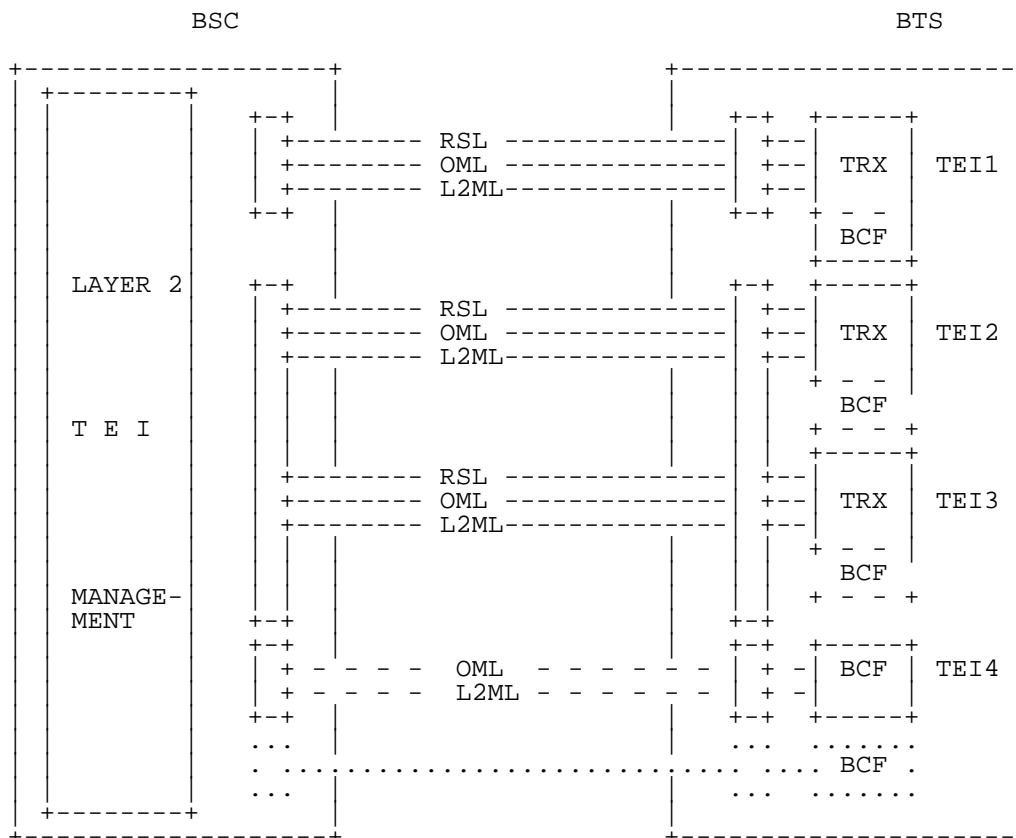 BSC BTS
RSL
OML TRX TEI1
L2ML
BCF
LAYER 2
RSL
OML TRX TEI2
L2ML
BCF
T E I
RSL
OML TRX TEI3
L2ML
BCF
MANAGE-
MENT
OML BCF TEI4
L2ML
BCF